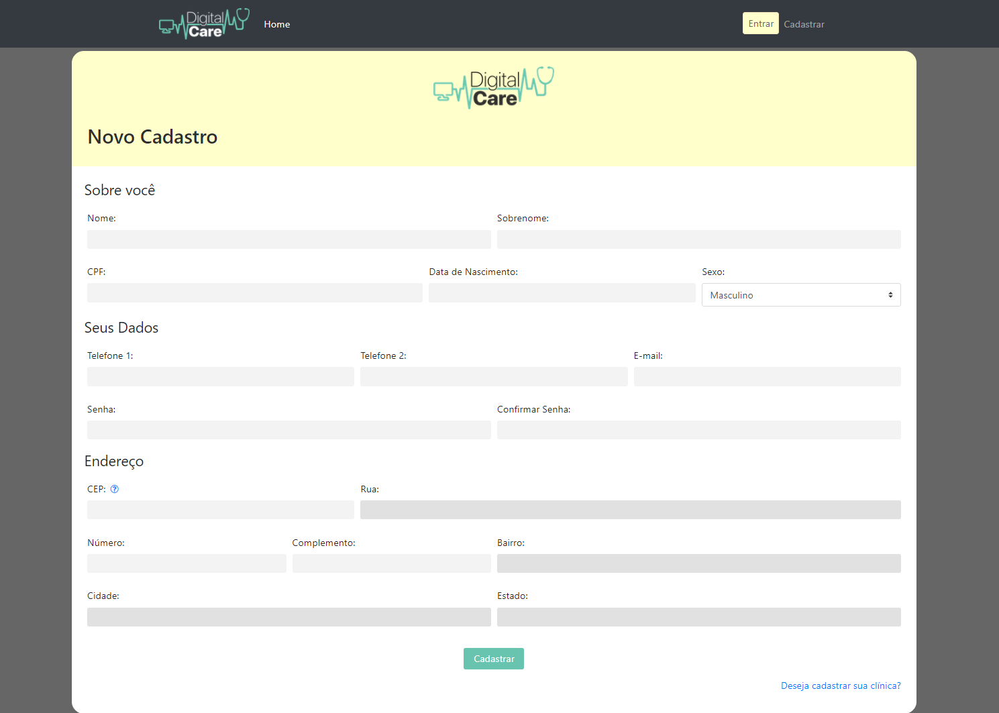 Digital
Care
Home
Entrar
Cadastrar
Digital
Care
Novo Cadastro
Sobre você
Nome:
Sobrenome:
CPF:
Data de Nascimento:
Sexo:
Masculino
Seus Dados
Telefone 1:
Telefone 2:
E-mail:
Senha:
Confirmar Senha:
Endereço
CEP: ?
Rua:
Número:
Complemento:
Bairro:
Cidade:
Estado:
Cadastrar
Deseja cadastrar sua clínica?